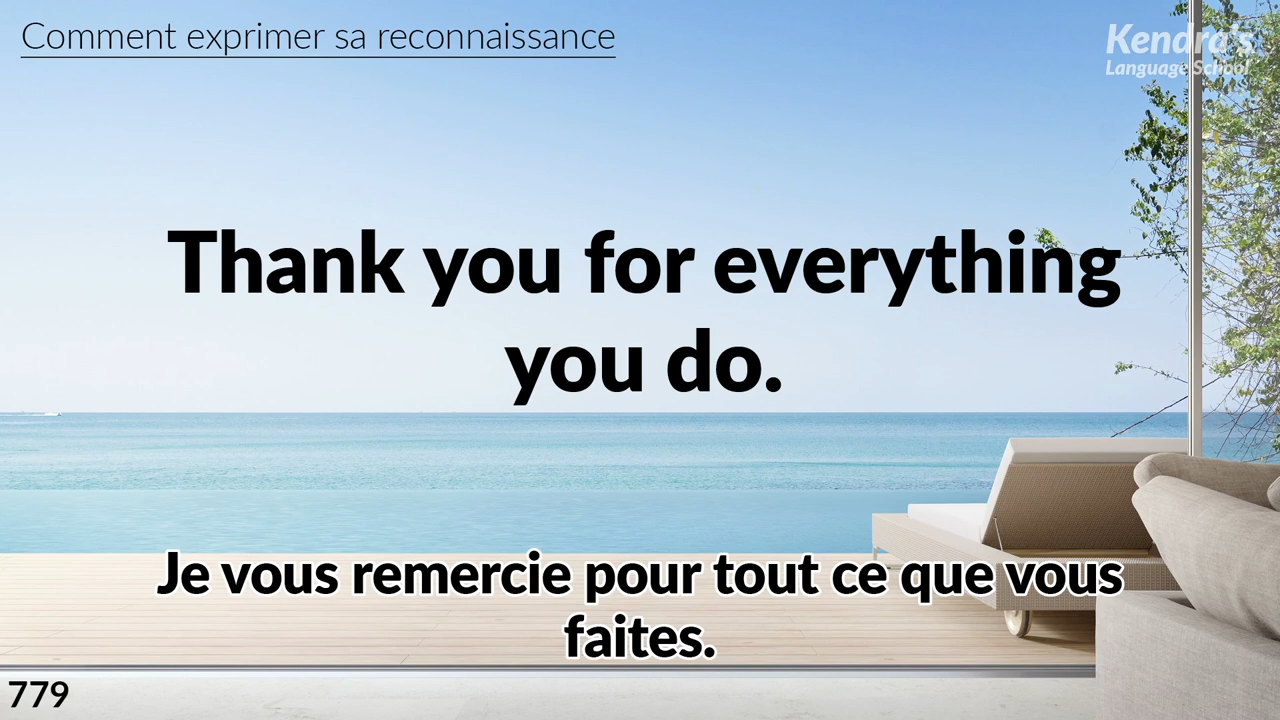 Comment exprimer sa reconnaissance
Kendra's
Language School
Thank you for everything
you do.
Je vous remercie pour tout ce que vous
faites.
779